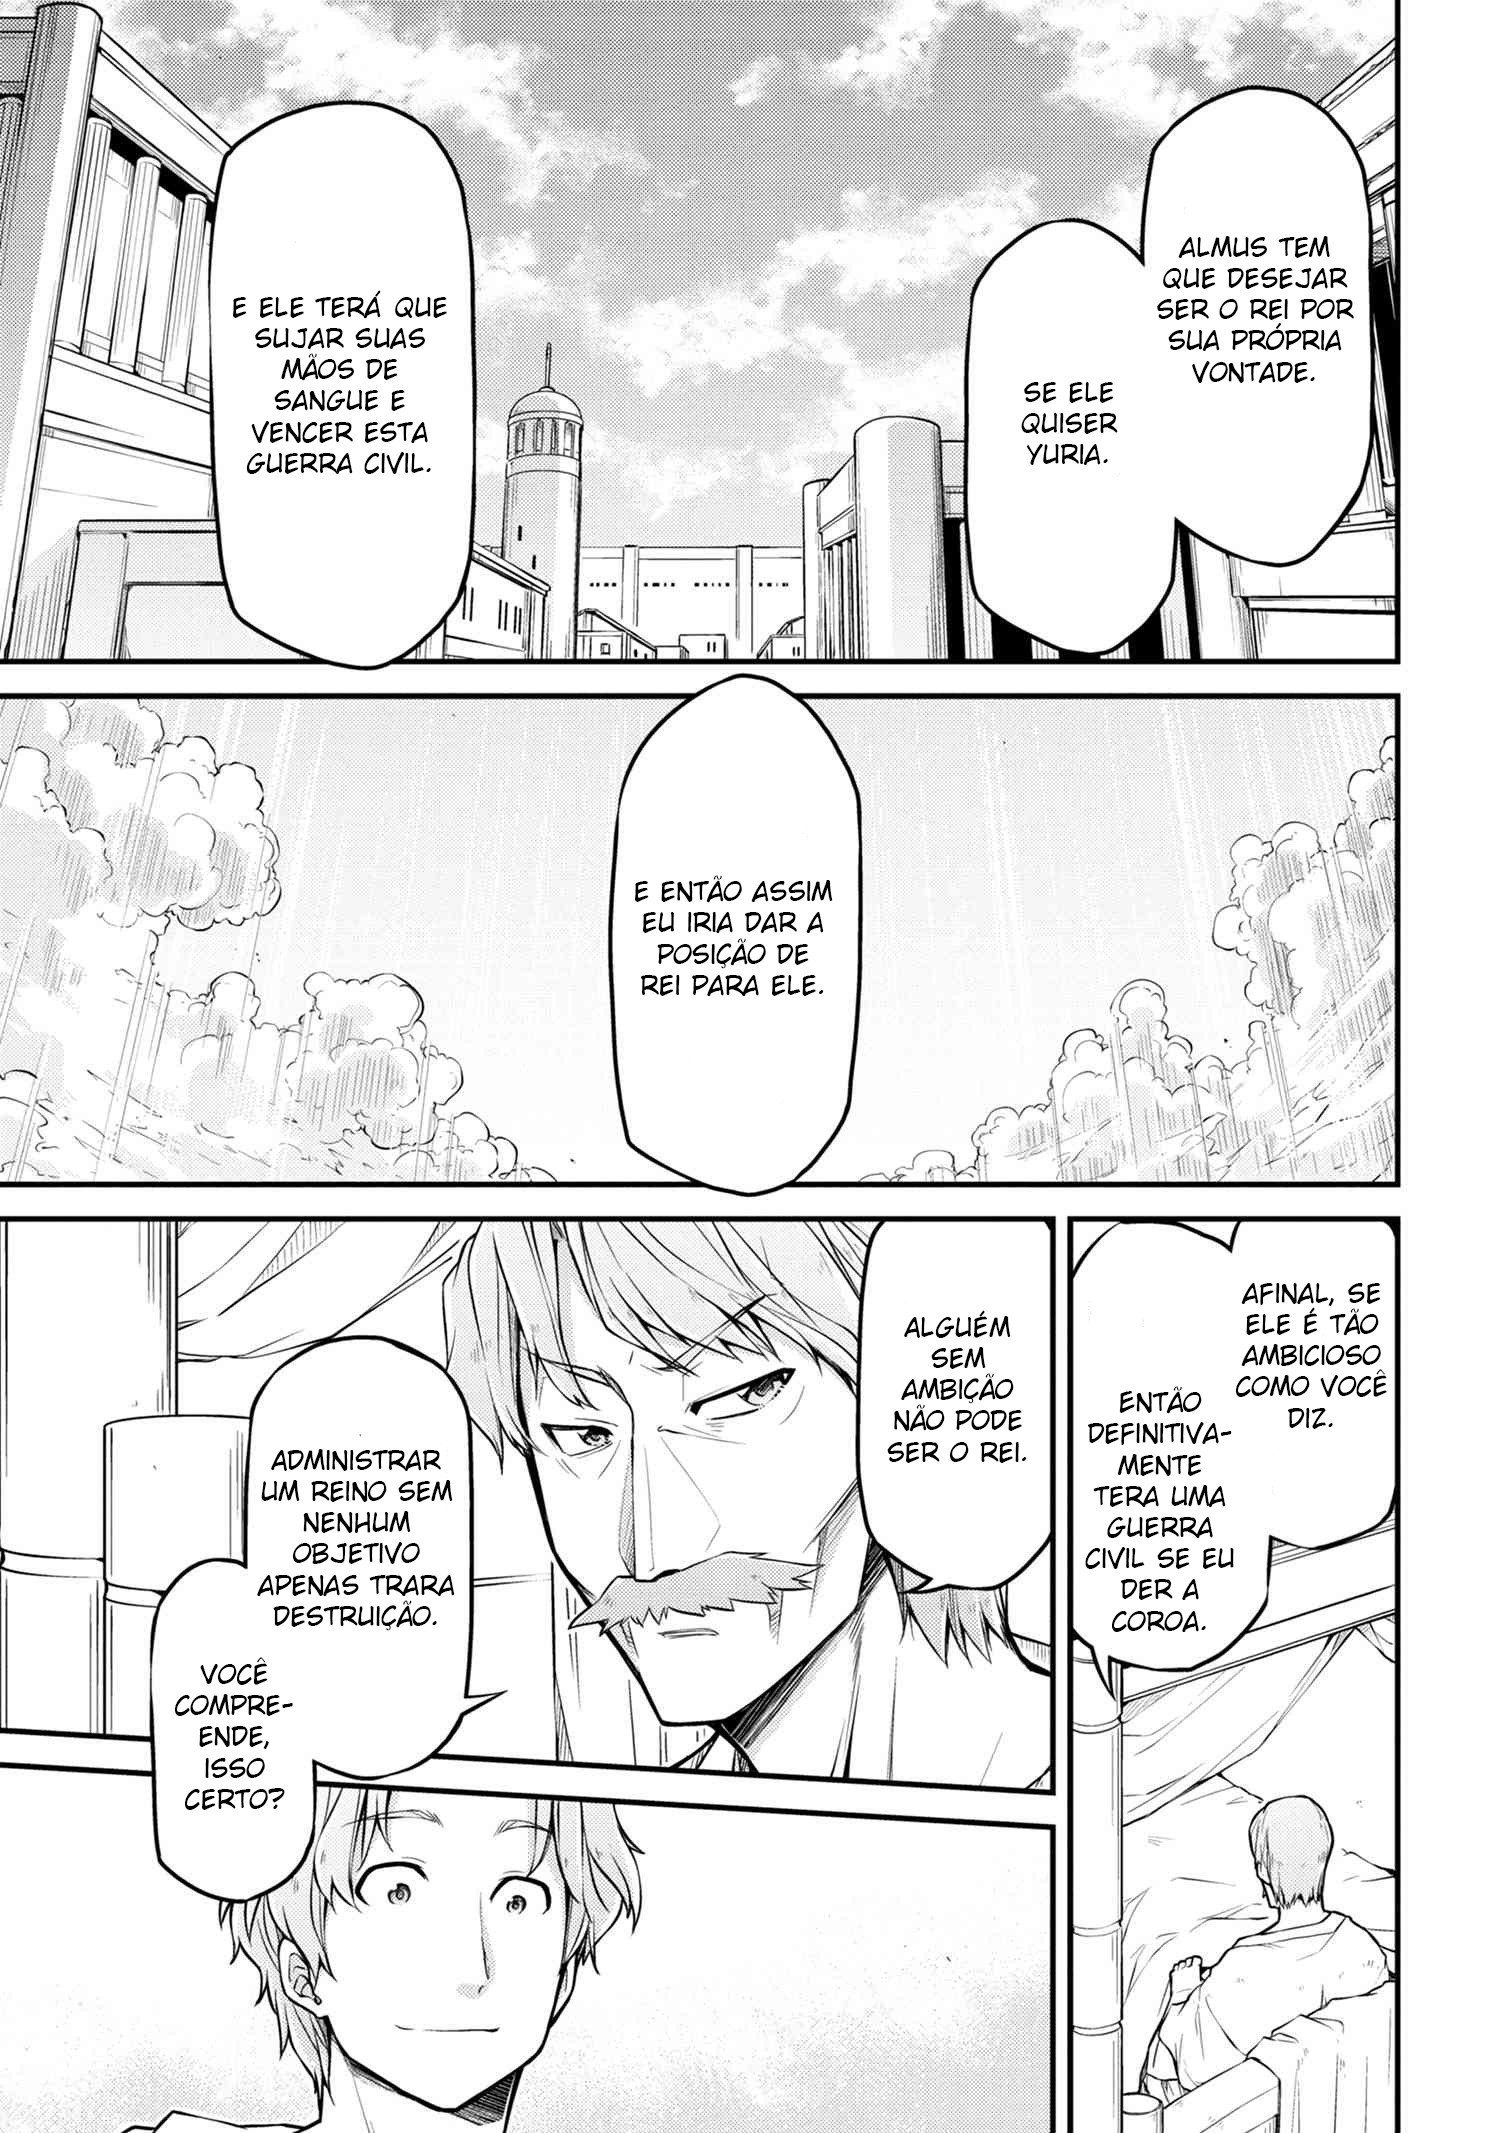 ALMUS TEM
QUE DESEJAR
SER O REI POR
SUA PRÓPRIA
VONTADE.
SE ELE
QUISER
YURIA.
E ELE TERÁ QUE
SUJAR SUAS
MÃOS DE
SANGUE E
VENCER ESTA
GUERRA CIVIL.
E ENTÃO ASSIM
EU IRIA DAR A
POSIÇÃO DE
REI PARA ELE.
AFINAL, SE
ELE É TÃO
AMBICIOSO
COMO VOCÊ
DIZ.
ENTÃO
DEFINITIVA-
MENTE
TERA UMA
GUERRA
CIVIL SE EU
DER A
COROA.
ALGUÉM
SEM
AMBIÇÃO
NÃO PODE
SER O REI.
ADMINISTRAR
UM REINO SEM
NENHUM
OBJETIVO
APENAS TRARA
DESTRUIÇÃO.
VOCÊ
COMPRE-
ENDE,
ISSO
CERTO?